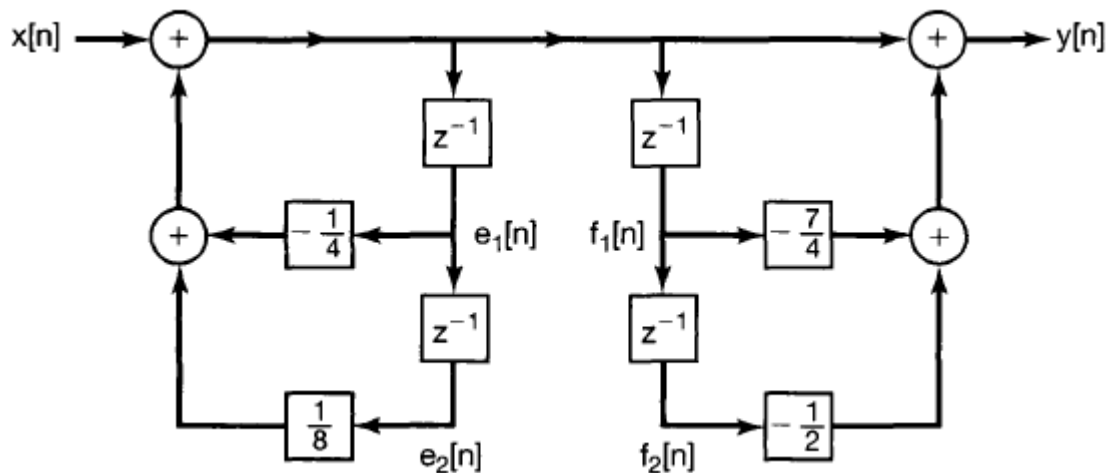 x[n] + + y[n]
z⁻¹ z⁻¹
+ -1/4 e₁[n] f₁[n] -7/4 +
z⁻¹ z⁻¹
1/8 e₂[n] f₂[n] -1/2